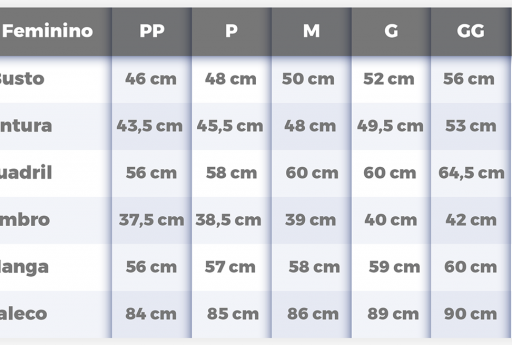 Feminino PP P M G GG
Busto 46 cm 48 cm 50 cm 52 cm 56 cm
ntura 43,5 cm 45,5 cm 48 cm 49,5 cm 53 cm
uadril 56 cm 58 cm 60 cm 60 cm 64,5 cm
mbro 37,5 cm 38,5 cm 39 cm 40 cm 42 cm
langa 56 cm 57 cm 58 cm 59 cm 60 cm
aleco 84 cm 85 cm 86 cm 89 cm 90 cm